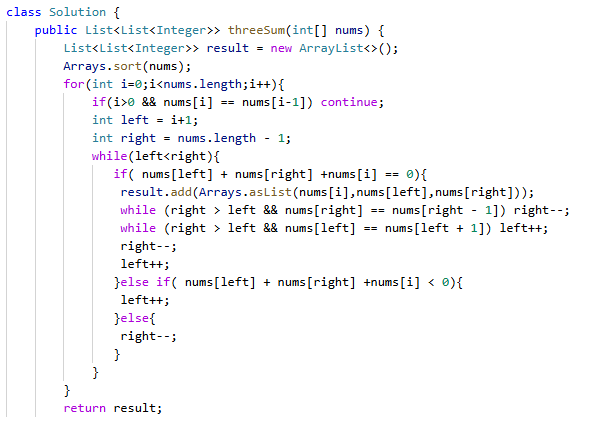 class Solution {
    public List<List<Integer>> threeSum(int[] nums) {
        List<List<Integer>> result = new ArrayList<>();
        Arrays.sort(nums);
        for(int i=0;i<nums.length;i++){
            if(i>0 && nums[i] == nums[i-1]) continue;
            int left = i+1;
            int right = nums.length - 1;
            while(left<right){
               if( nums[left] + nums[right] +nums[i] == 0){
                result.add(Arrays.asList(nums[i],nums[left],nums[right]));
                while (right > left && nums[right] == nums[right - 1]) right--;
                while (right > left && nums[left] == nums[left + 1]) left++;
                right--;
                left++;
               }else if( nums[left] + nums[right] +nums[i] < 0){
                left++;
               }else{
                right--;
               }
            }
        }
        return result;